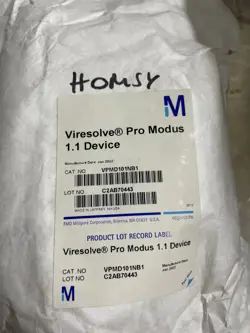 HOMSY
M
Viresolve® Pro Modus
1.1 Device
CAT. NO. VPMD101NB1
LOT NO C2AB70443
PRODUCT LOT RECORD LABEL
Viresolve® Pro Modus 1.1 Device
CAT. NO. VPMD101NB1
LOT NO C2AB70443
M